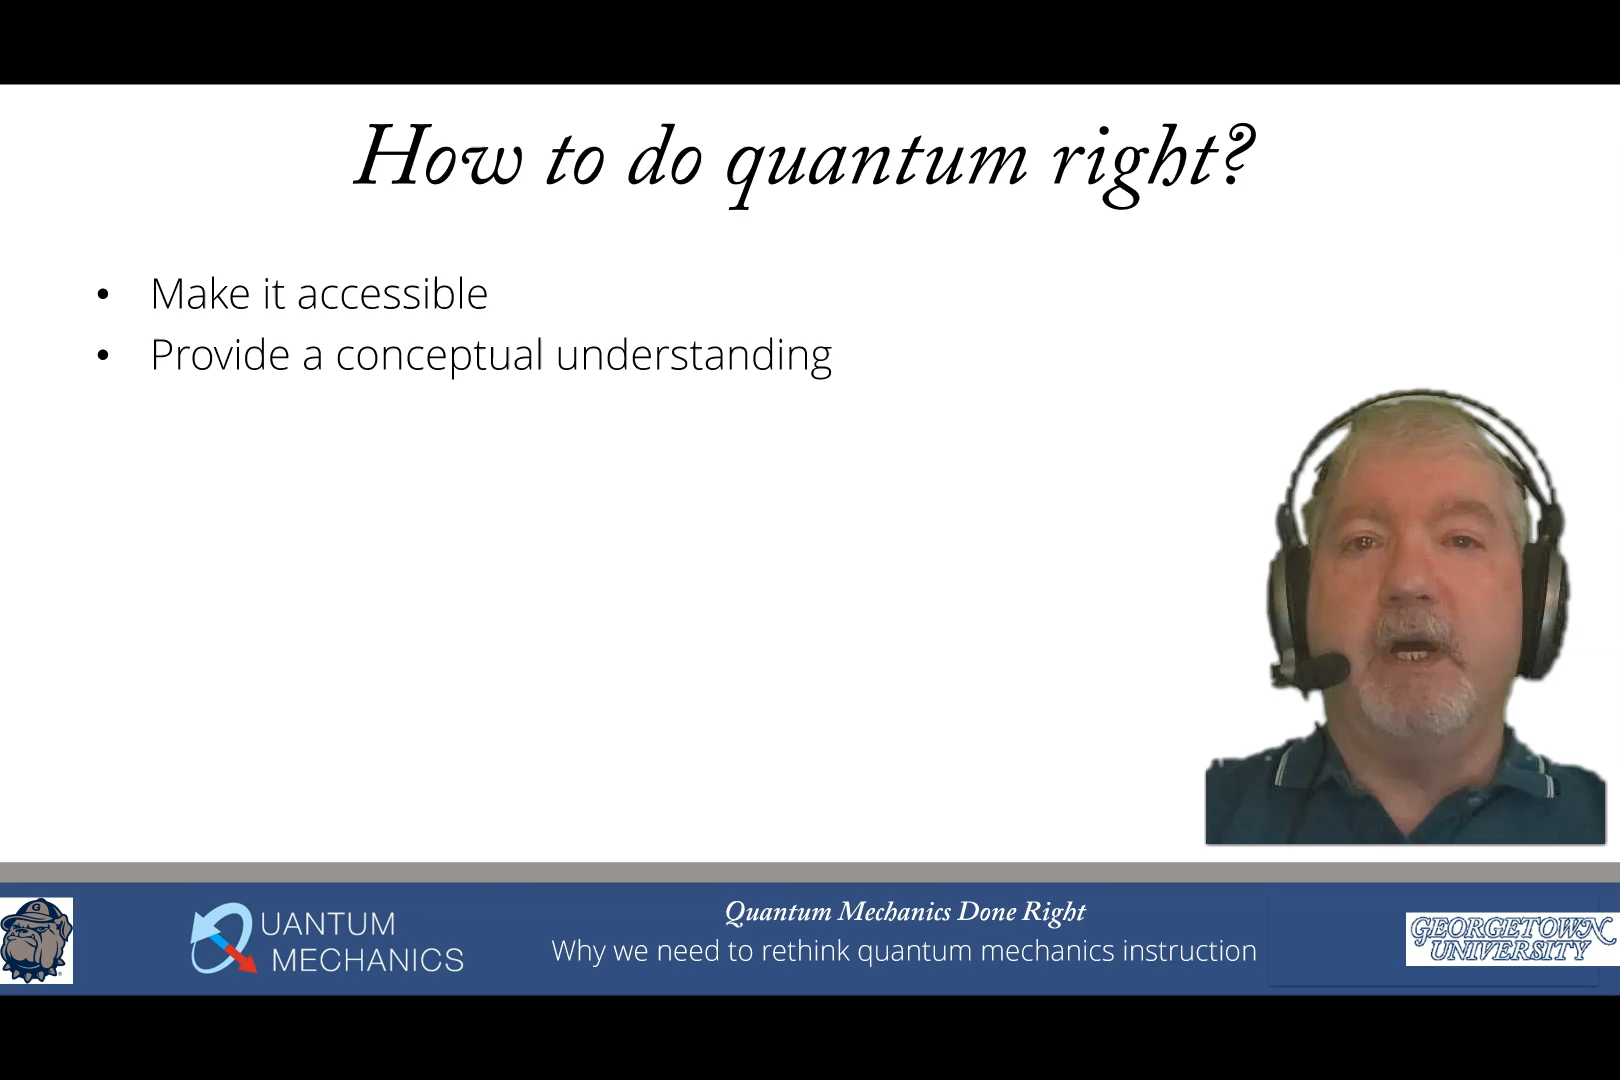 How to do quantum right?
• Make it accessible
• Provide a conceptual understanding
G
QUANTUM
MECHANICS
Quantum Mechanics Done Right
Why we need to rethink quantum mechanics instruction
GEORGETOWN
UNIVERSITY